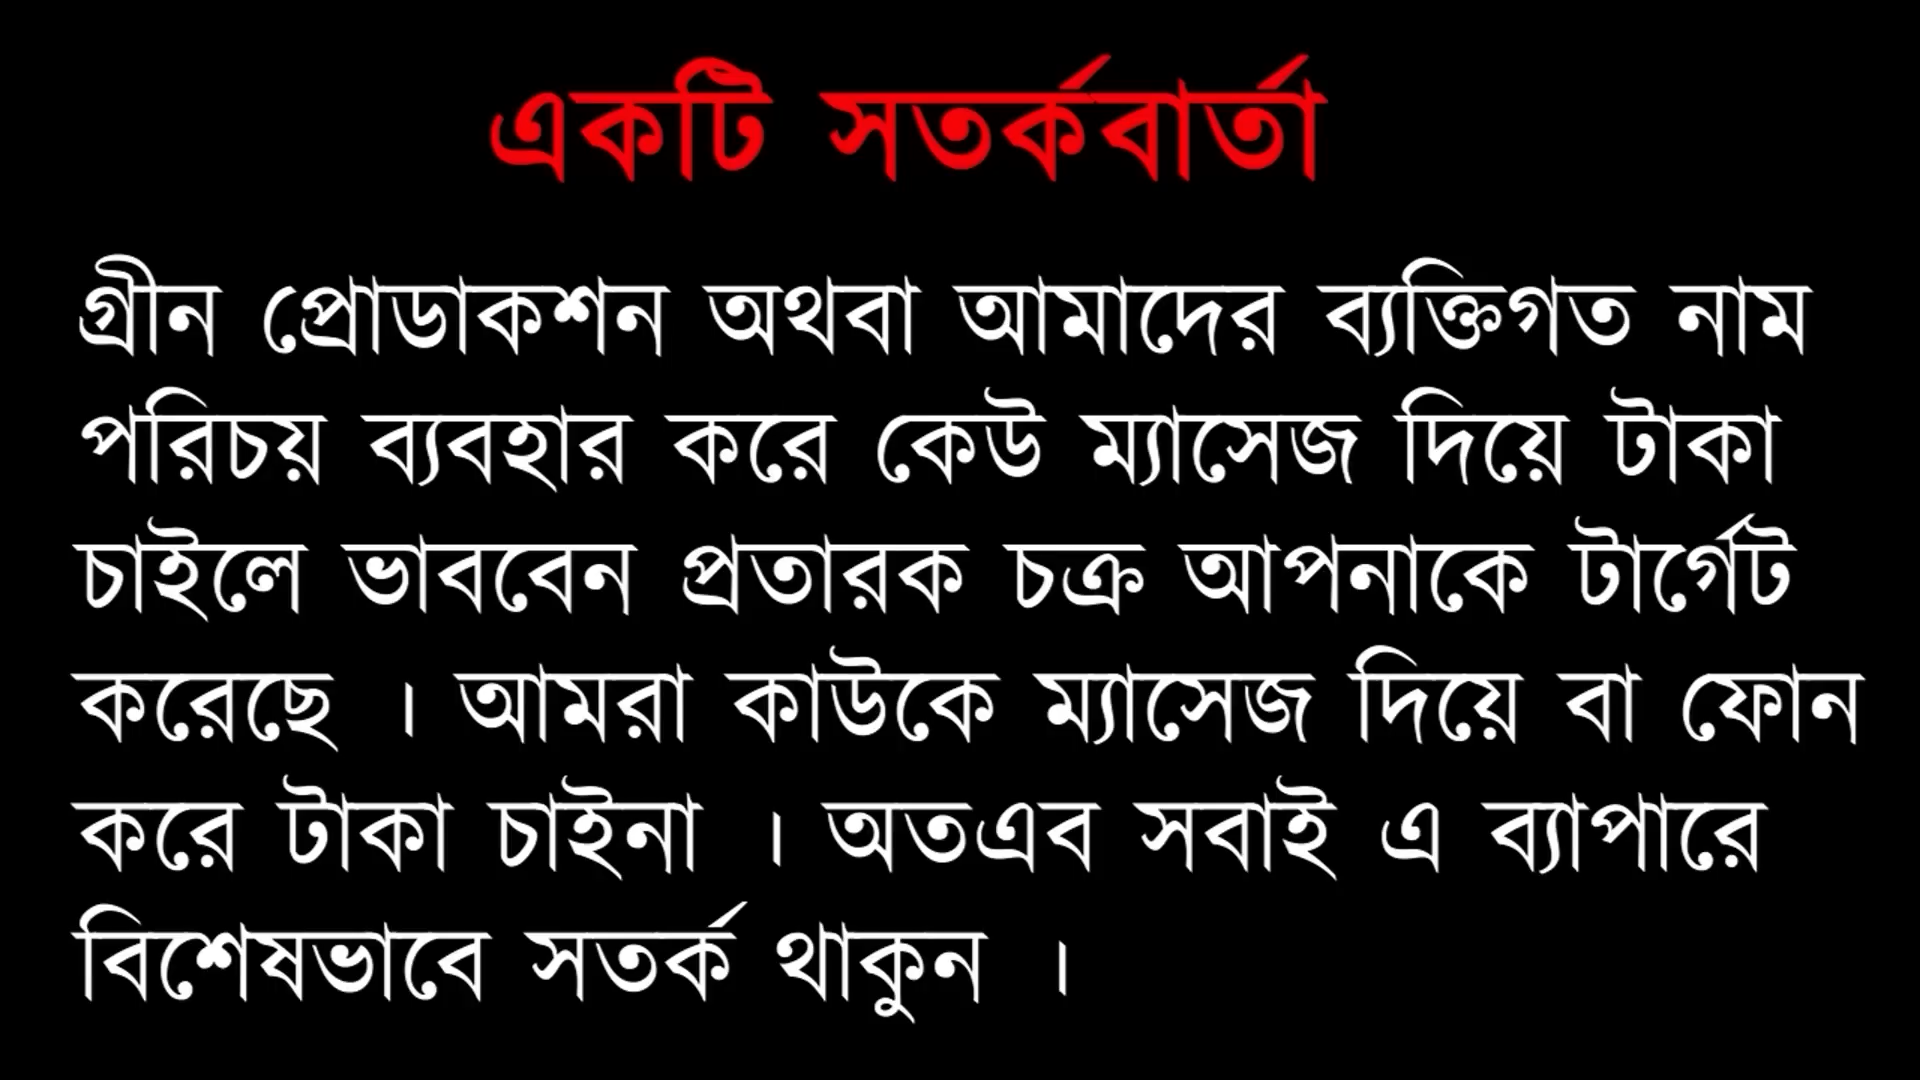 একটি সতর্কবার্তা
গ্রীন প্রোডাকশন অথবা আমাদের ব্যক্তিগত নাম
পরিচয় ব্যবহার করে কেউ ম্যাসেজ দিয়ে টাকা
চাইলে ভাববেন প্রতারক চক্র আপনাকে টার্গেট
করেছে । আমরা কাউকে ম্যাসেজ দিয়ে বা ফোন
করে টাকা চাইনা । অতএব সবাই এ ব্যাপারে
বিশেষভাবে সতর্ক থাকুন ।